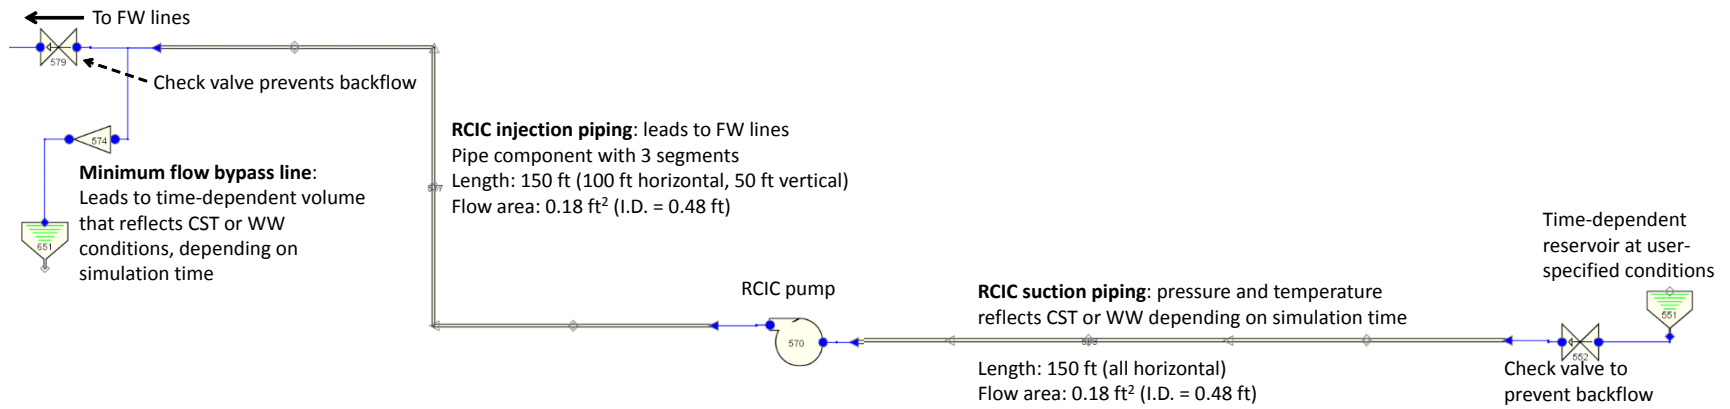 To FW lines
579
Check valve prevents backflow
574
Minimum flow bypass line:
Leads to time-dependent volume
that reflects CST or WW
conditions, depending on
simulation time
651
RCIC injection piping: leads to FW lines
Pipe component with 3 segments
Length: 150 ft (100 ft horizontal, 50 ft vertical)
Flow area: 0.18 ft² (I.D. = 0.48 ft)
RCIC pump
570
RCIC suction piping: pressure and temperature
reflects CST or WW depending on simulation time
Length: 150 ft (all horizontal)
Flow area: 0.18 ft² (I.D. = 0.48 ft)
Time-dependent
reservoir at user-
specified conditions
551
552
Check valve to
prevent backflow